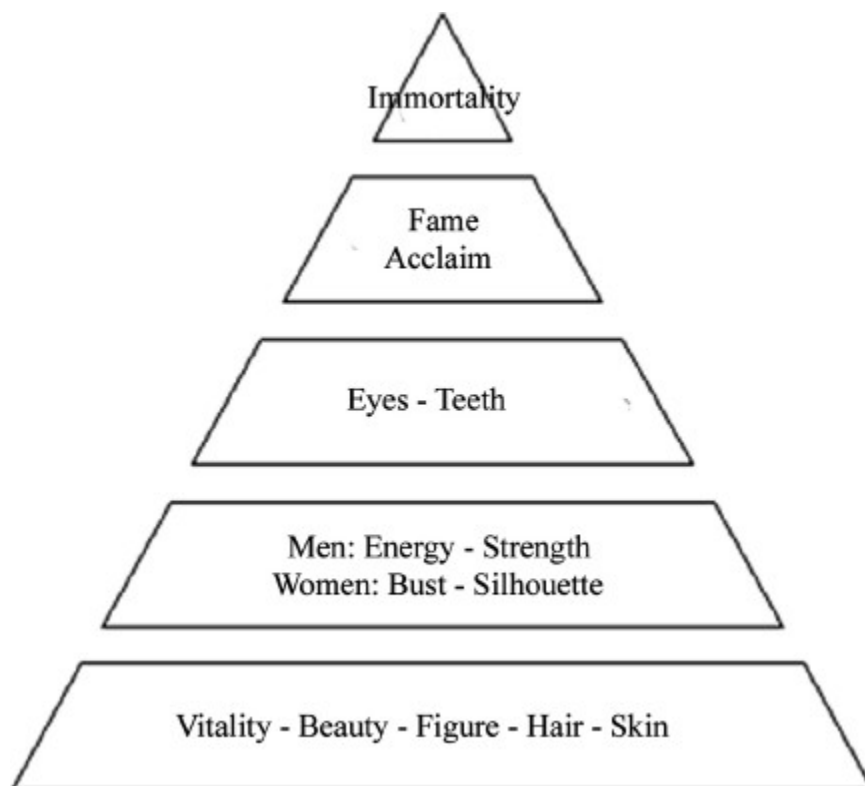 Immortality
Fame
Acclaim
Eyes - Teeth
Men: Energy - Strength
Women: Bust - Silhouette
Vitality - Beauty - Figure - Hair - Skin